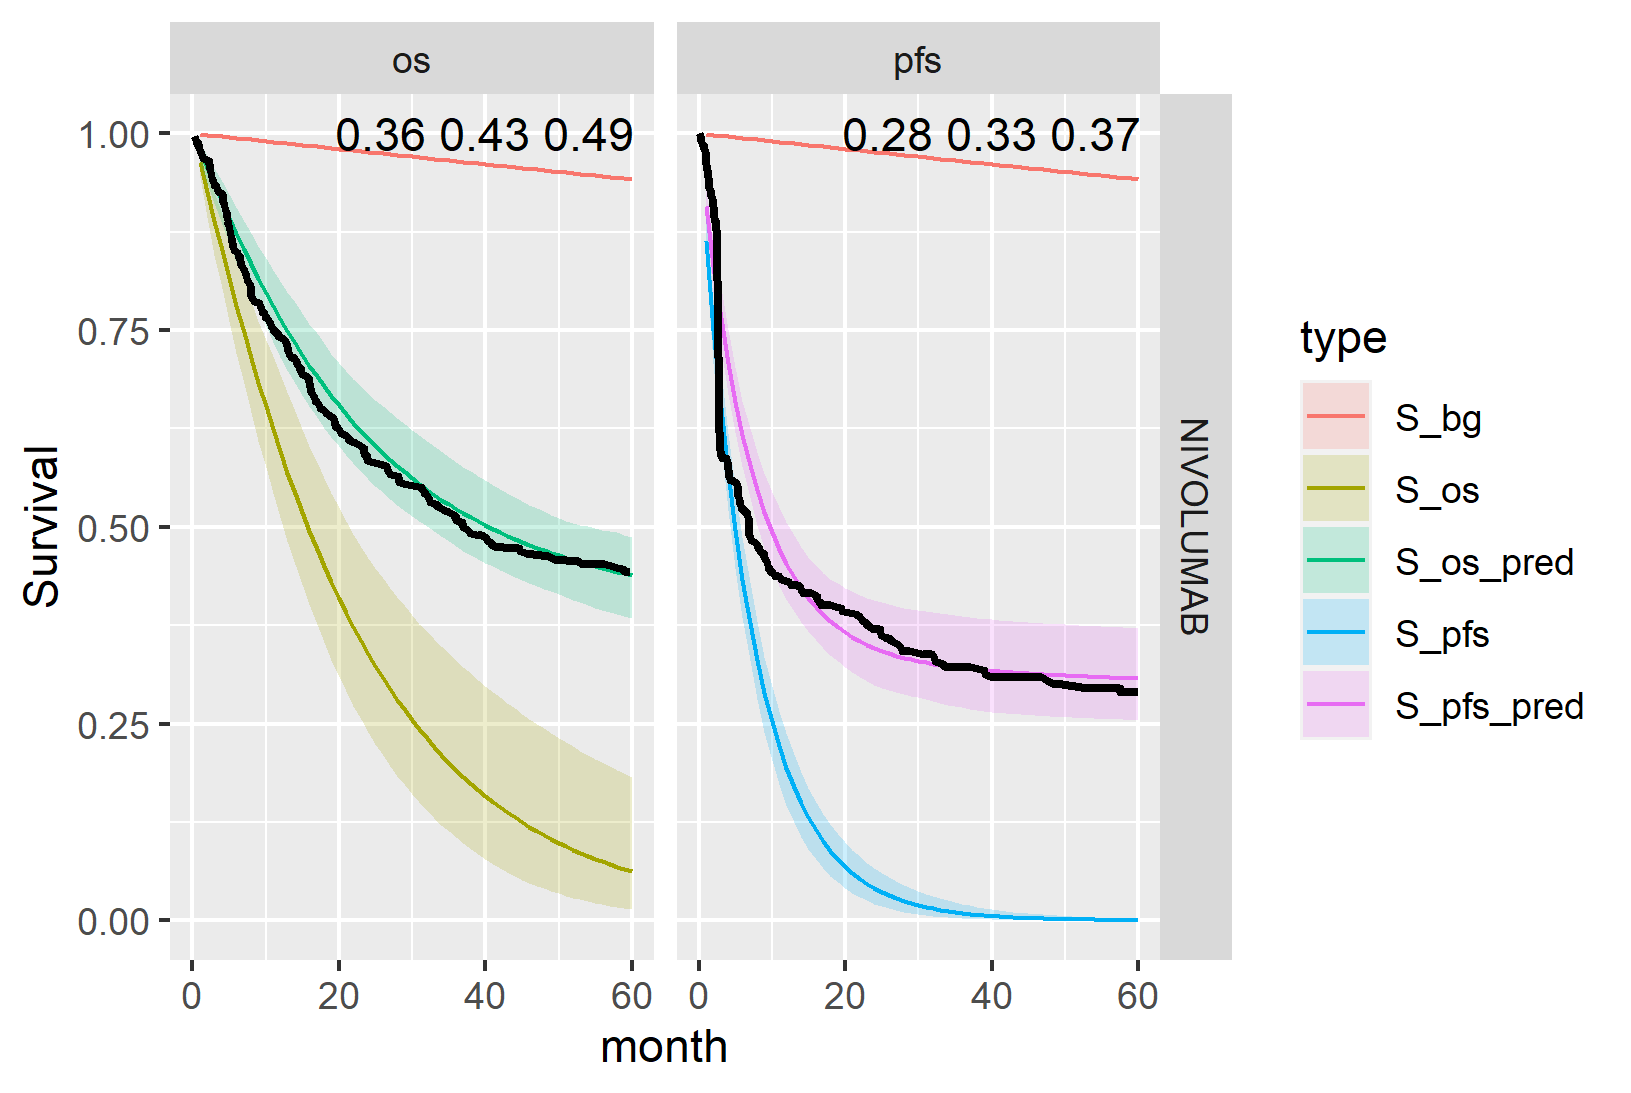 os
pfs
0.36 0.43 0.49
0.28 0.33 0.37
1.00
0.75
0.50
0.25
0.00
Survival
NIVOLUMAB
0 20 40 60
0 20 40 60
month
type
S_bg
S_os
S_os_pred
S_pfs
S_pfs_pred